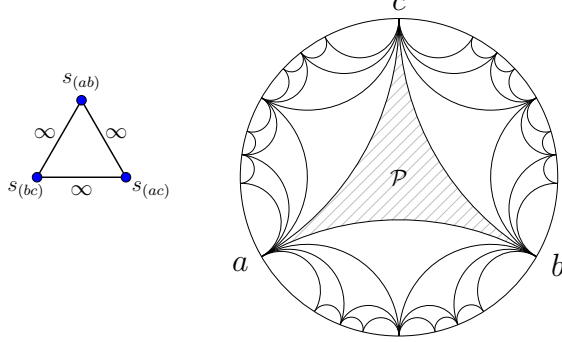 s_{(ab)}
∞ ∞
s_{(bc)} ∞ s_{(ac)}
c
𝒫
a b